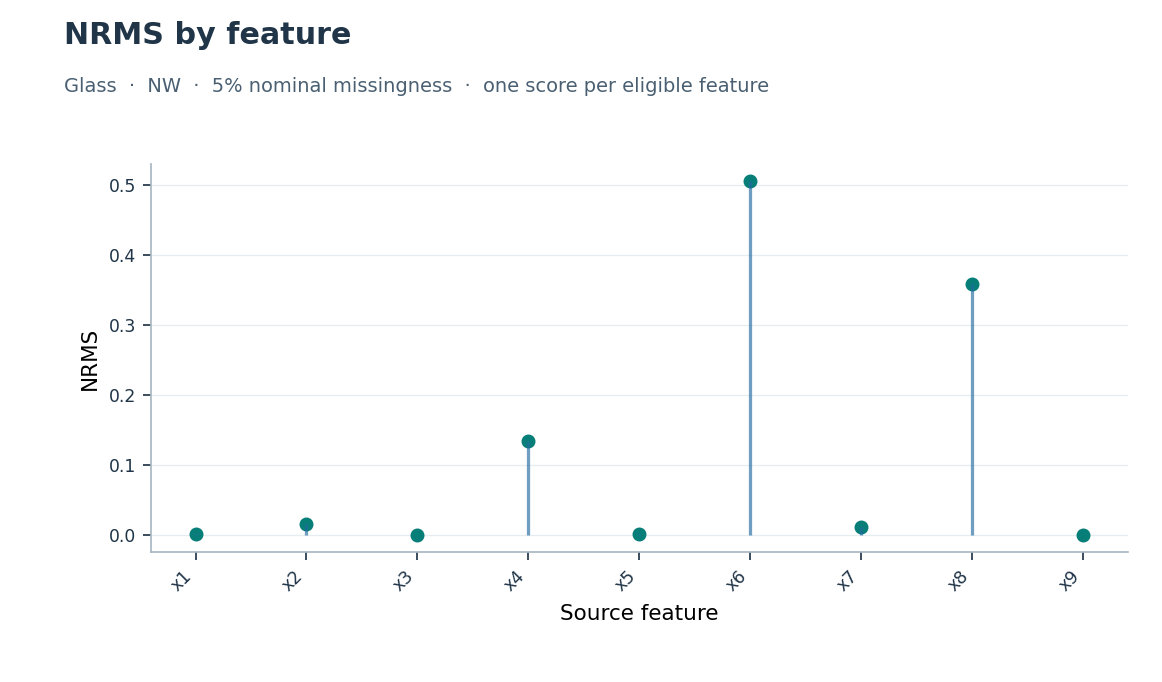 NRMS by feature
Glass · NW · 5% nominal missingness · one score per eligible feature
0.5
0.4
0.3
0.2
0.1
0.0
NRMS
x1 x2 x3 x4 x5 x6 x7 x8 x9
Source feature